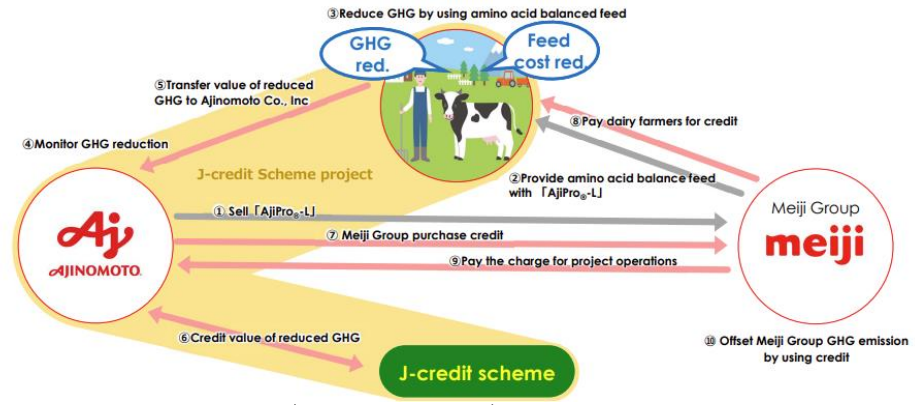 ③Reduce GHG by using amino acid balanced feed
GHG
red.
Feed
cost red.
⑤Transfer value of reduced
GHG to Ajinomoto Co., Inc
⑧Pay dairy farmers for credit
④Monitor GHG reduction
J-credit Scheme project
②Provide amino acid balance feed
with 「AjiPro®-L」
① Sell「AjiPro®-L」
Meiji Group
meiji
⑦ Meiji Group purchase credit
Aj
AJINOMOTO.
⑨Pay the charge for project operations
⑥Credit value of reduced GHG
⑩ Offset Meiji Group GHG emission
by using credit
J-credit scheme